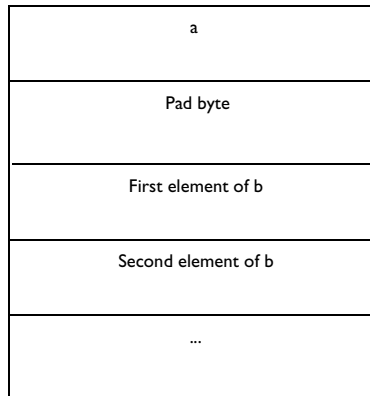 a
Pad byte
First element of b
Second element of b
...